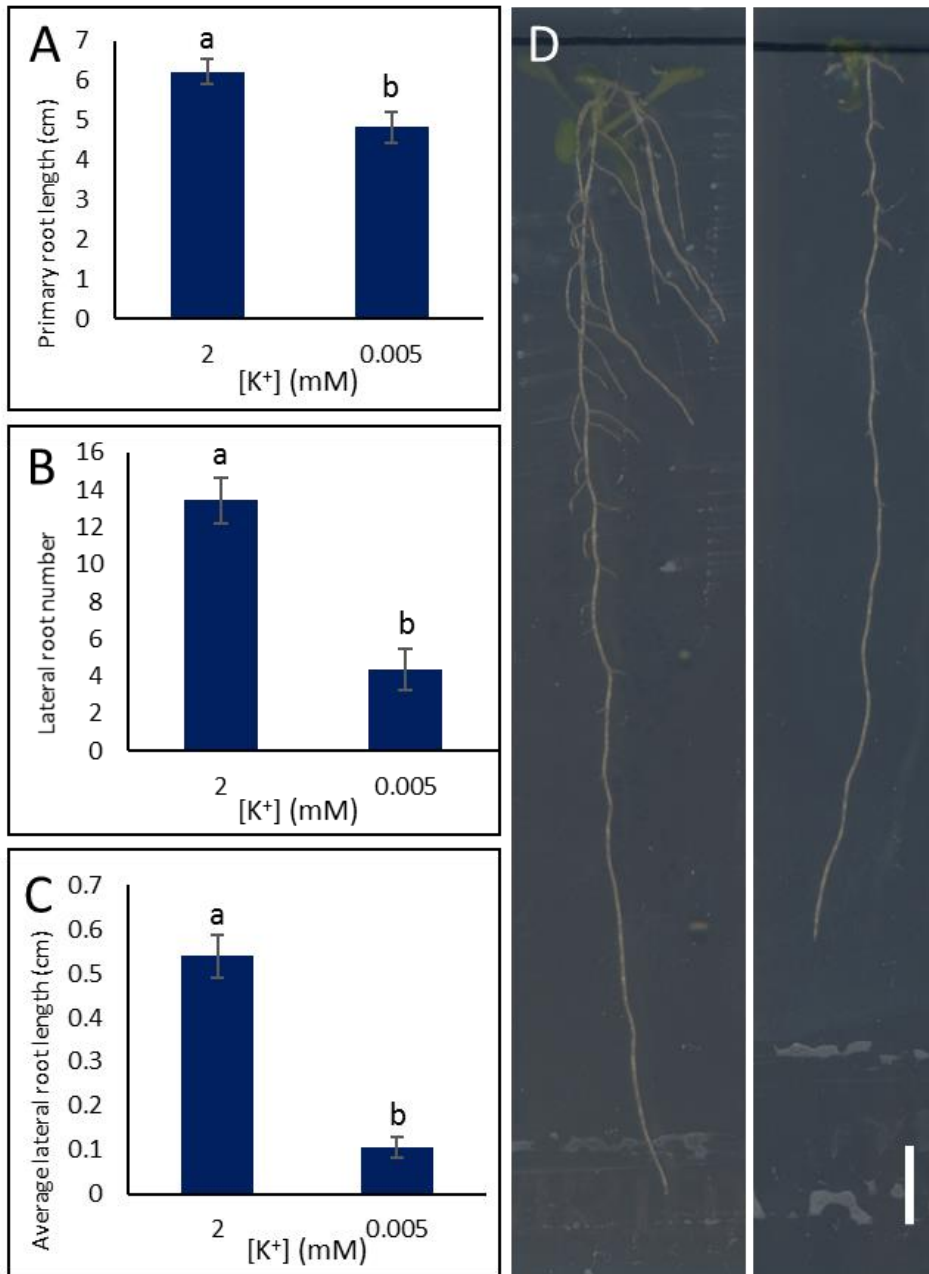 A
Primary root length (cm)
7
6
5
4
3
2
1
0
a
b
2
0.005
[K⁺] (mM)
B
Lateral root number
16
14
12
10
8
6
4
2
0
a
b
2
0.005
[K⁺] (mM)
C
Average lateral root length (cm)
0.7
0.6
0.5
0.4
0.3
0.2
0.1
0
a
b
2
0.005
[K⁺] (mM)
D